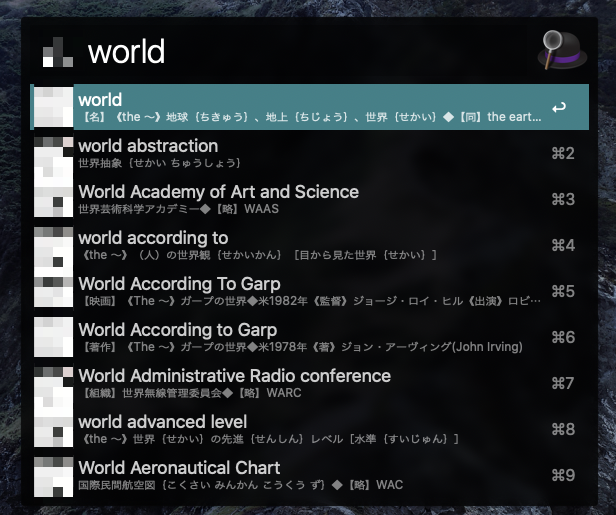 world
world
【名】《the ～》地球｛ちきゅう｝、地上｛ちじょう｝、世界｛せかい｝◆【同】the eart...
↩
world abstraction
世界抽象｛せかい ちゅうしょう｝
⌘2
World Academy of Art and Science
世界芸術科学アカデミー◆【略】WAAS
⌘3
world according to
《the ～》（人）の世界観｛せかいかん｝［目から見た世界｛せかい｝］
⌘4
World According To Garp
【映画】《The ～》ガープの世界◆米1982年《監督》ジョージ・ロイ・ヒル《出演》ロビ…
⌘5
World According to Garp
【著作】《The ～》ガープの世界◆米1978年《著》ジョン・アーヴィング(John Irving)
⌘6
World Administrative Radio conference
【組織】世界無線管理委員会◆【略】WARC
⌘7
world advanced level
《the ～》世界｛せかい｝の先進｛せんしん｝レベル［水準｛すいじゅん｝］
⌘8
World Aeronautical Chart
国際民間航空図｛こくさい みんかん こうくう ず｝◆【略】WAC
⌘9